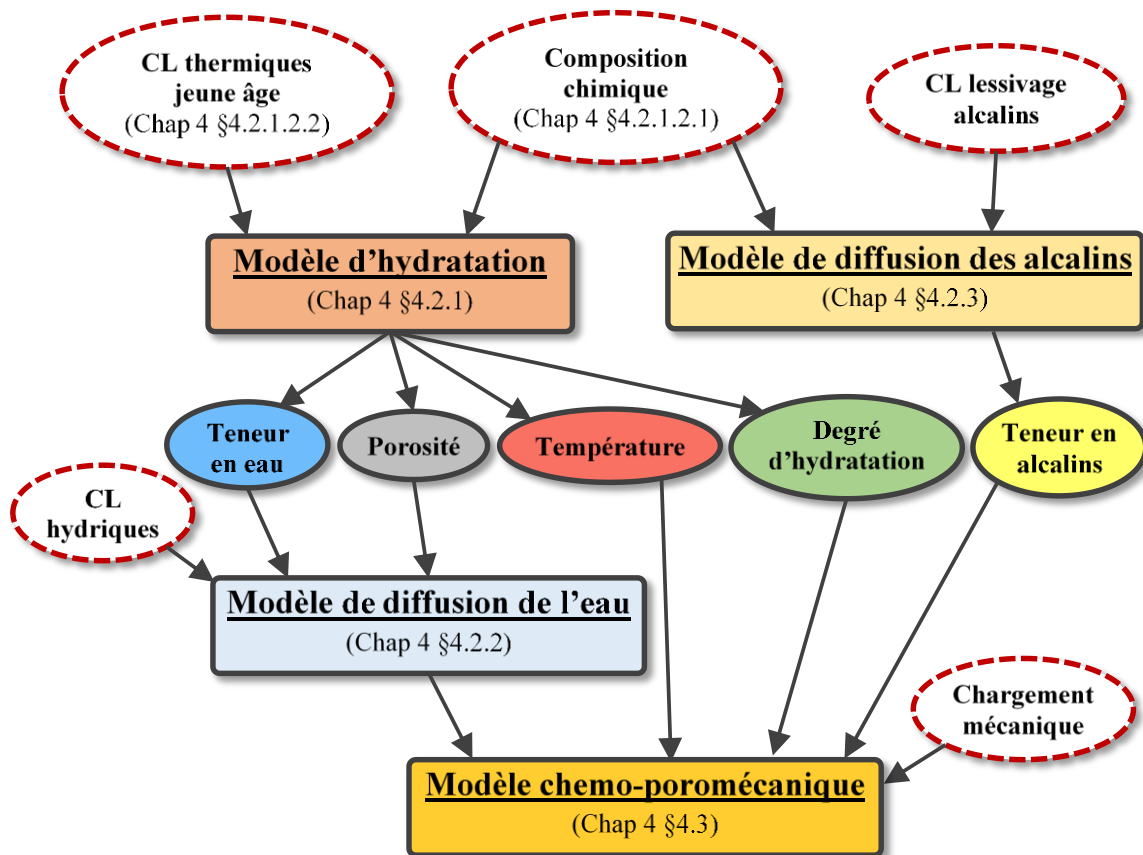 CL thermiques
jeune âge
(Chap 4 §4.2.1.2.2)
Composition
chimique
(Chap 4 §4.2.1.2.1)
CL lessivage
alcalins
Modèle d'hydratation
(Chap 4 §4.2.1)
Modèle de diffusion des alcalins
(Chap 4 §4.2.3)
Teneur
en eau
Porosité
Température
Degré
d'hydratation
Teneur en
alcalins
CL
hydriques
Modèle de diffusion de l'eau
(Chap 4 §4.2.2)
Chargement
mécanique
Modèle chemo-poromécanique
(Chap 4 §4.3)